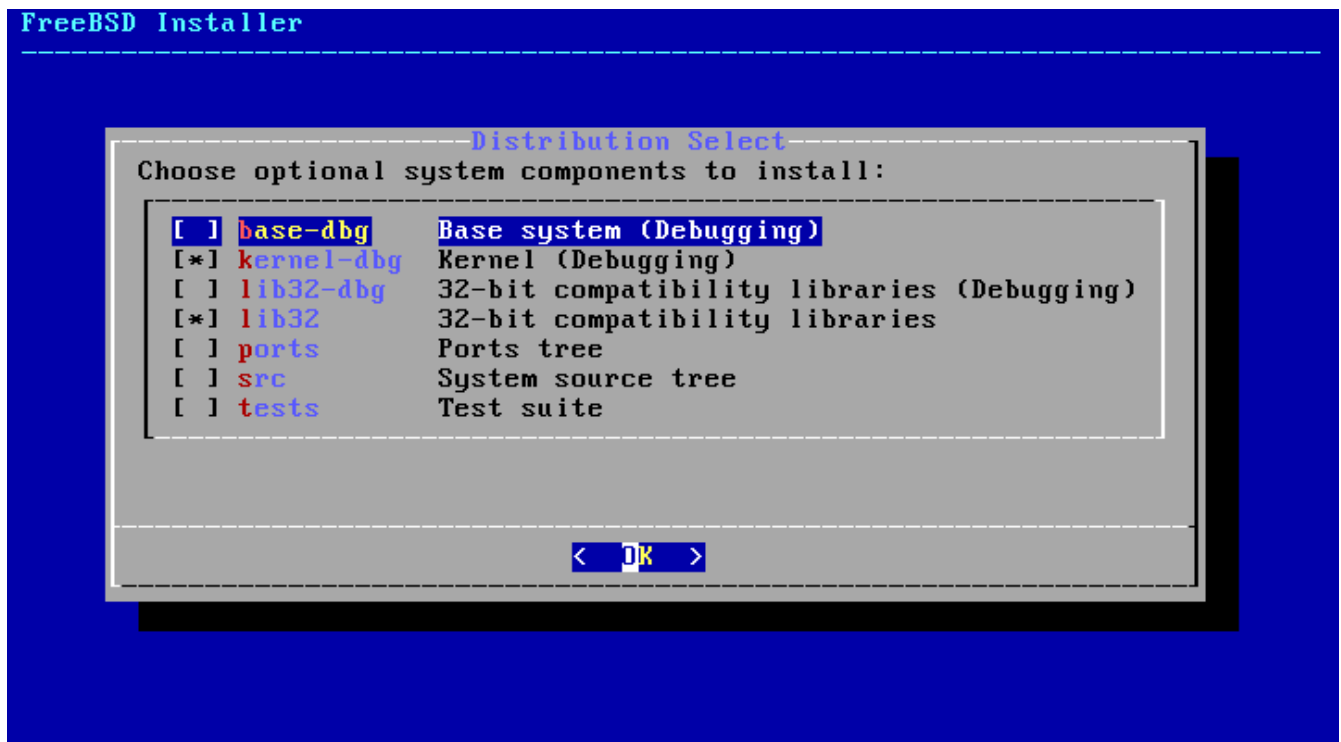 FreeBSD Installer
Distribution Select
Choose optional system components to install:
[ ] base-dbg Base system (Debugging)
[*] kernel-dbg Kernel (Debugging)
[ ] lib32-dbg 32-bit compatibility libraries (Debugging)
[*] lib32 32-bit compatibility libraries
[ ] ports Ports tree
[ ] src System source tree
[ ] tests Test suite
< OK >